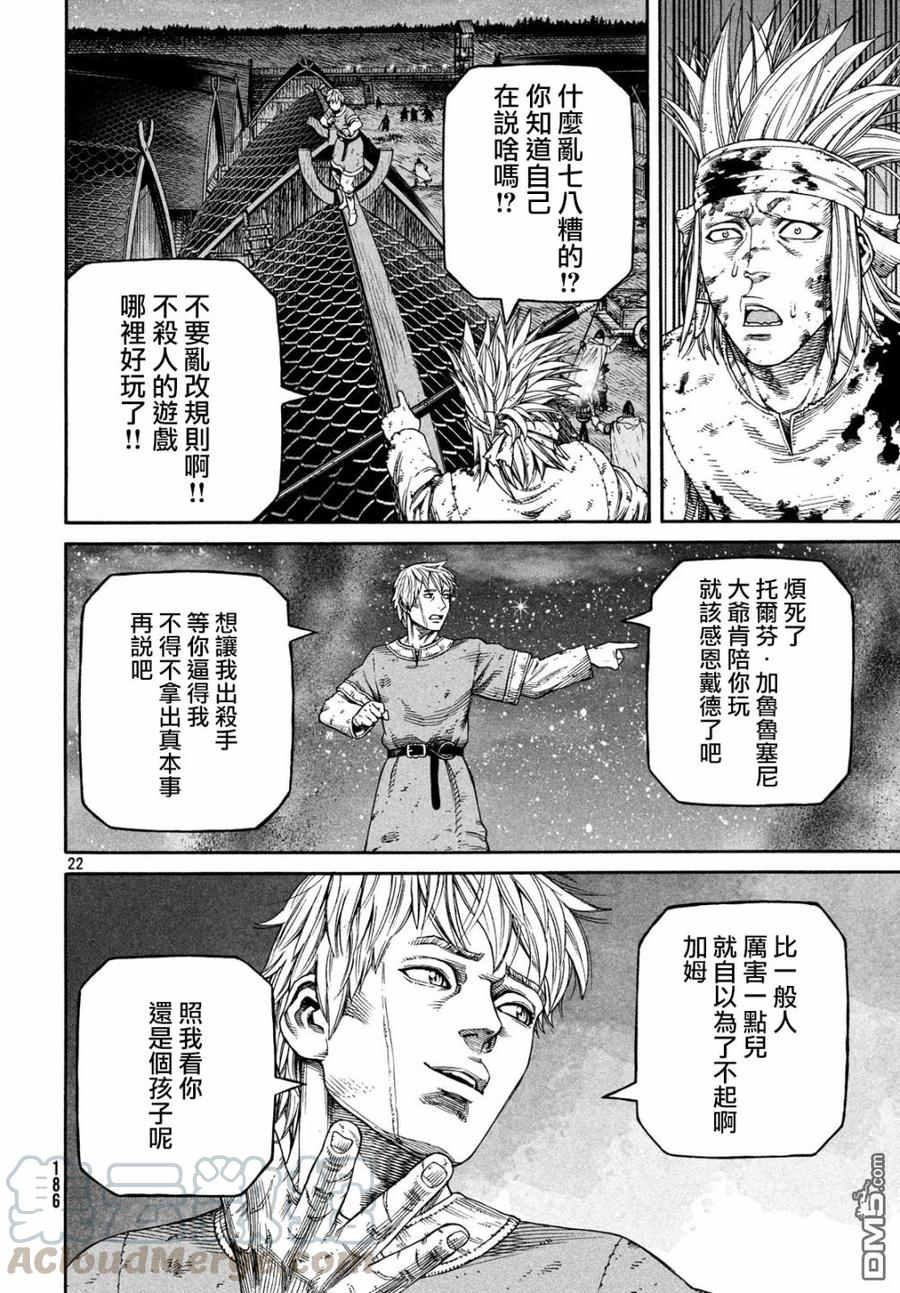 什麼亂七八糟的!?
你知道自己
在説啥嗎!?
不要亂改規則啊!!
不殺人的遊戲
哪裡好玩了!!
煩死了
托爾芬．加魯魯塞尼
大爺肯陪你玩
就該感恩戴德了吧
想讓我出殺手
等你逼得我
不得不拿出真本事
再説吧
22
比一般人
厲害一點兒
就自以為了不起啊
加姆
照我看你
還是個孩子呢
186
AcloudMerge.com
DM5.com